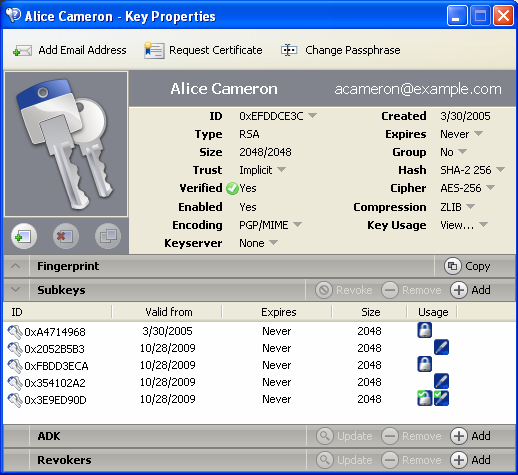 Alice Cameron - Key Properties
Add Email Address Request Certificate Change Passphrase
Alice Cameron acameron@example.com
ID 0xEFDDCE3C Created 3/30/2005
Type RSA Expires Never
Size 2048/2048 Group No
Trust Implicit Hash SHA-2 256
Verified Yes Cipher AES-256
Enabled Yes Compression ZLIB
Encoding PGP/MIME Key Usage View...
Keyserver None
Fingerprint Copy
Subkeys Revoke Remove Add
ID Valid from Expires Size Usage
0xA4714968 3/30/2005 Never 2048
0x2052B5B3 10/28/2009 Never 2048
0xFBDD3ECA 10/28/2009 Never 2048
0x354102A2 10/28/2009 Never 2048
0x3E9ED90D 10/28/2009 Never 2048
ADK Update Remove Add
Revokers Update Remove Add